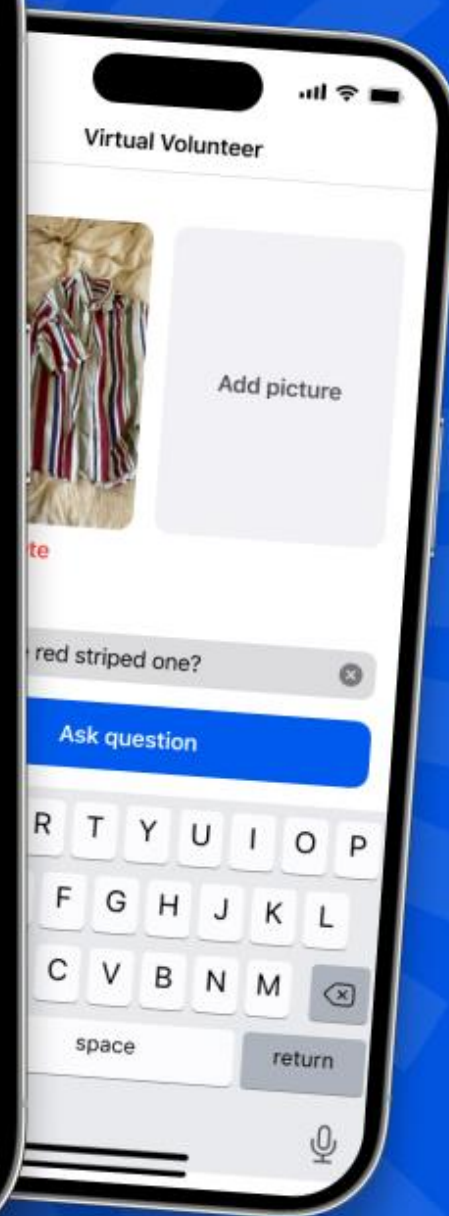 Virtual Volunteer
Add picture
te
red striped one?
Ask question
R T Y U I O P
F G H J K L
C V B N M
space
return